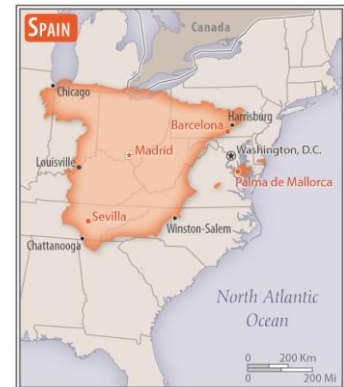 SPAIN
Canada
Chicago
Harrisburg
Barcelona
Washington, D.C.
Madrid
Louisville
Palma de Mallorca
Sevilla
Winston-Salem
Chattanooga
North Atlantic
Ocean
0 200 Km
0 200 Mi